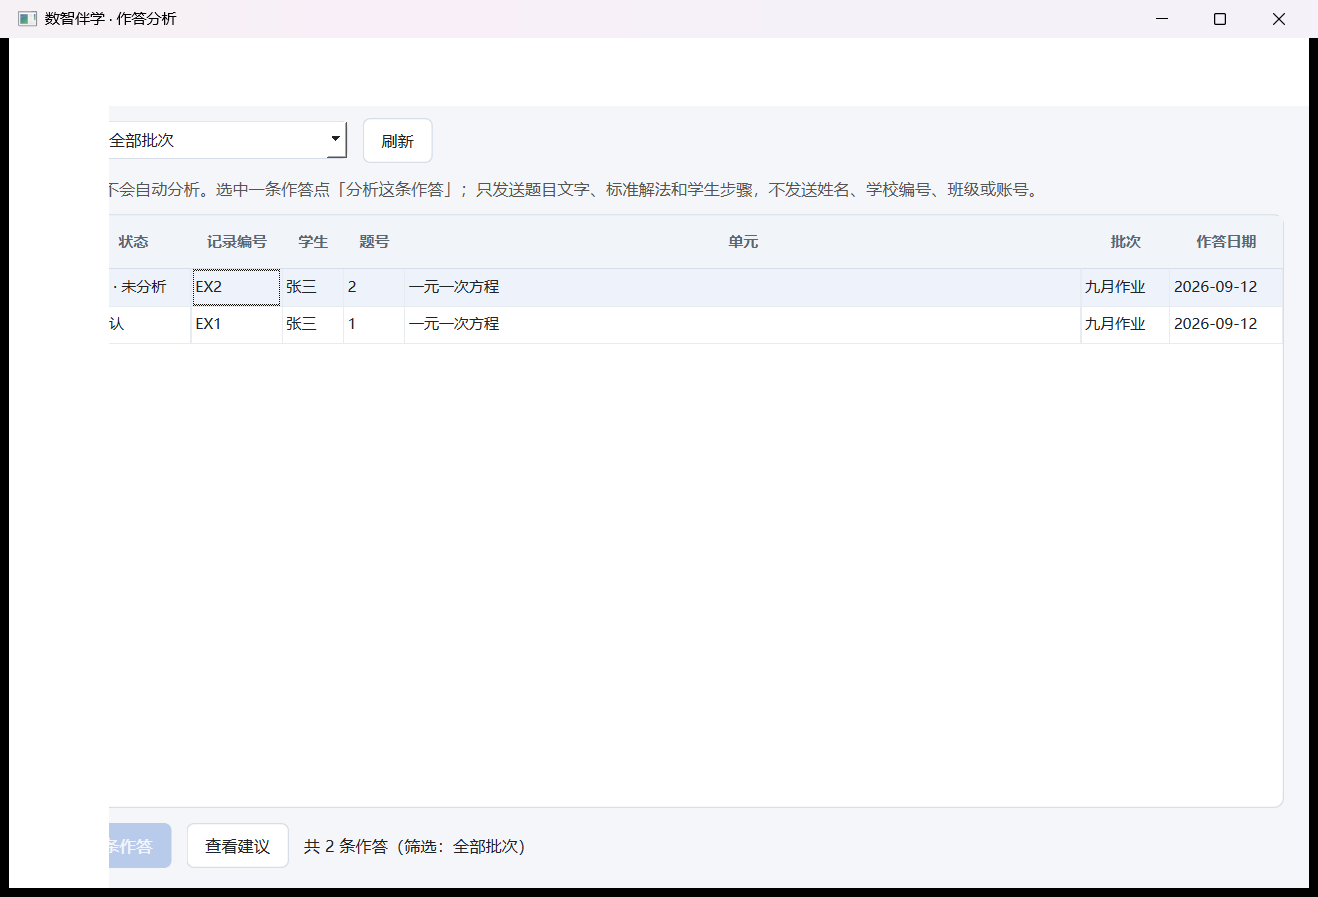 数智伴学 · 作答分析
全部批次 刷新
不会自动分析。选中一条作答点「分析这条作答」；只发送题目文字、标准解法和学生步骤，不发送姓名、学校编号、班级或账号。
状态 记录编号 学生 题号 单元 批次 作答日期
· 未分析 EX2 张三 2 一元一次方程 九月作业 2026-09-12
认 EX1 张三 1 一元一次方程 九月作业 2026-09-12
条作答 查看建议 共 2 条作答（筛选：全部批次）